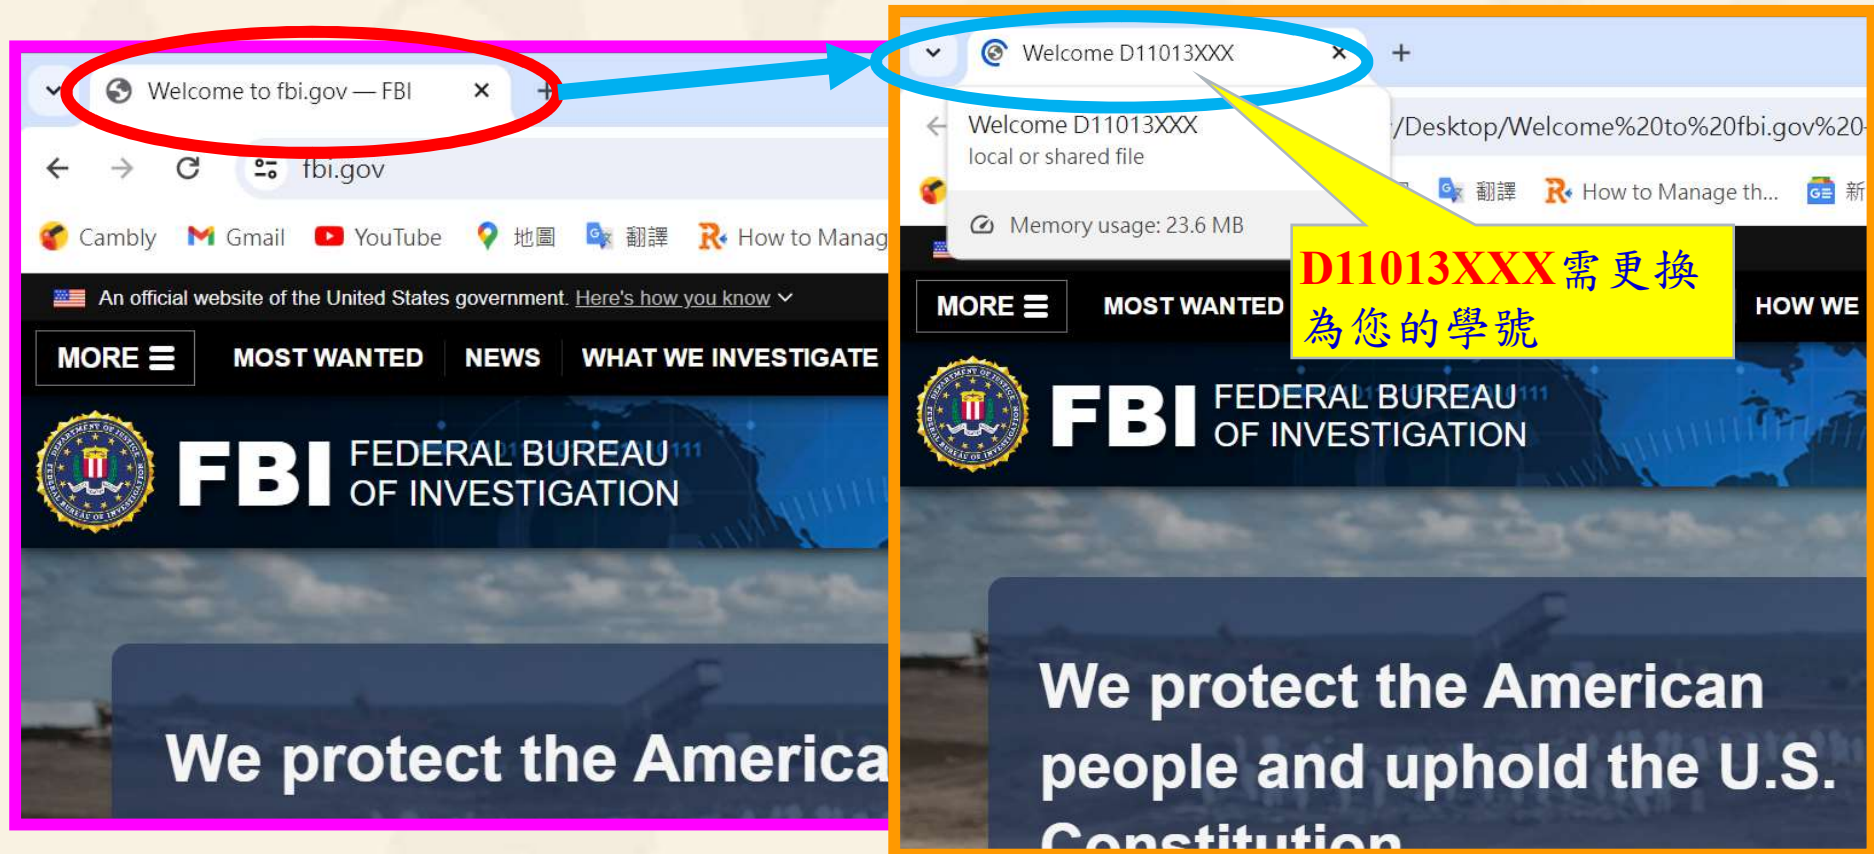 Welcome to fbi.gov — FBI
fbi.gov
Cambly Gmail YouTube 地圖 翻譯 How to Manag
An official website of the United States government. Here's how you know
MORE MOST WANTED NEWS WHAT WE INVESTIGATE
FBI FEDERAL BUREAU
OF INVESTIGATION
We protect the America
Welcome D11013XXX
Welcome D11013XXX
local or shared file
Memory usage: 23.6 MB
/Desktop/Welcome%20to%20fbi.gov%20-
翻譯 How to Manage th... 新
D11013XXX需更換
為您的學號
MORE MOST WANTED HOW WE
FBI FEDERAL BUREAU
OF INVESTIGATION
We protect the American
people and uphold the U.S.
Constitution